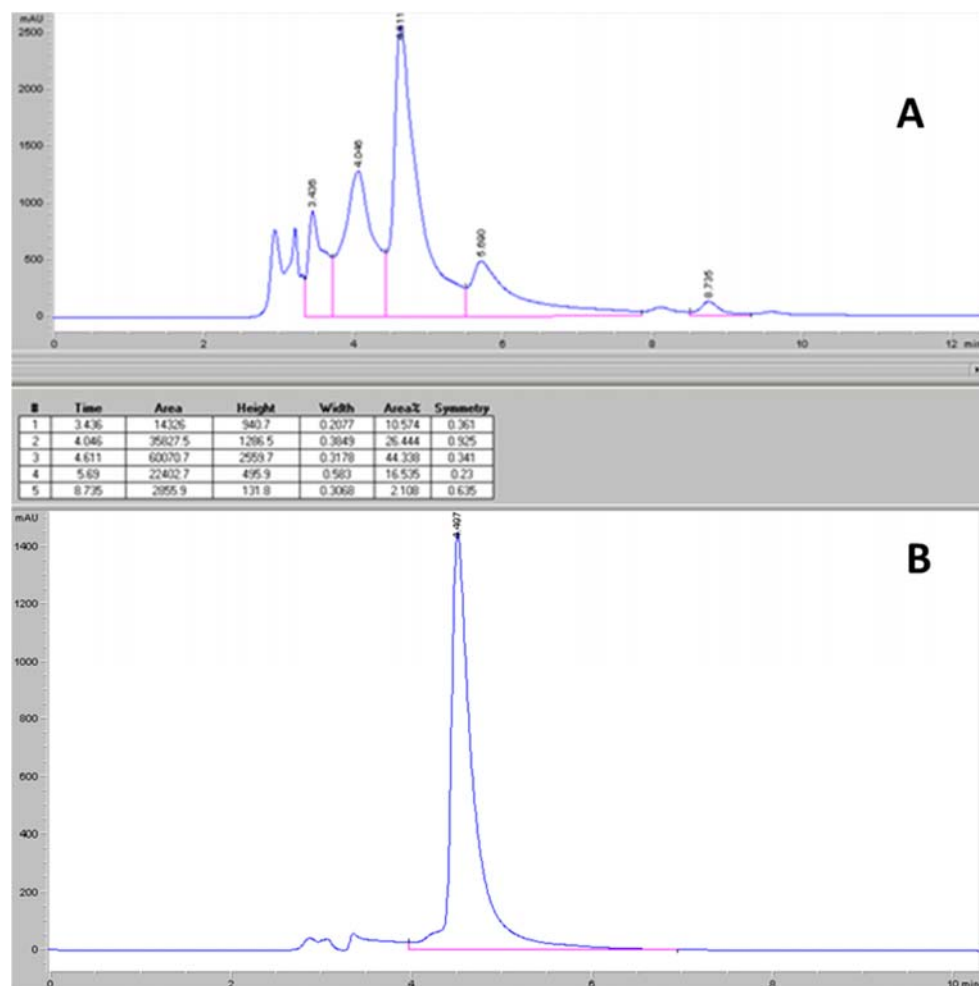 mAU
2500
2000
1500
1000
500
0
A
3.436
4.046
4.611
5.690
8.735
0 2 4 6 8 10 12 min
# Time Area Height Width Area% Symmetry
1 3.436 14326 940.7 0.2077 10.574 0.361
2 4.046 35827.5 1286.5 0.3849 26.444 0.925
3 4.611 60070.7 2559.7 0.3178 44.338 0.341
4 5.69 22402.7 495.9 0.583 16.535 0.23
5 8.735 2855.9 131.8 0.3068 2.108 0.635
mAU
1400
1000
800
600
400
200
0
B
4.497
0 2 4 6 8 10 min